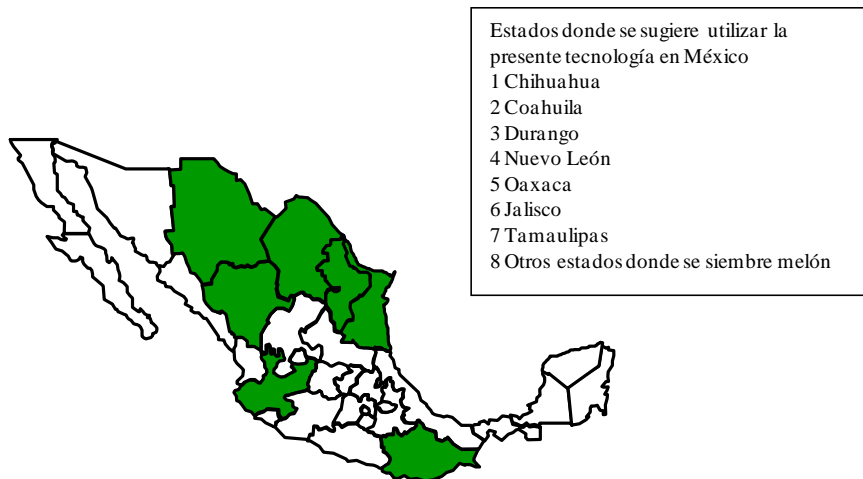 Estados donde se sugiere utilizar la
presente tecnología en México
1 Chihuahua
2 Coahuila
3 Durango
4 Nuevo León
5 Oaxaca
6 Jalisco
7 Tamaulipas
8 Otros estados donde se siembre melón